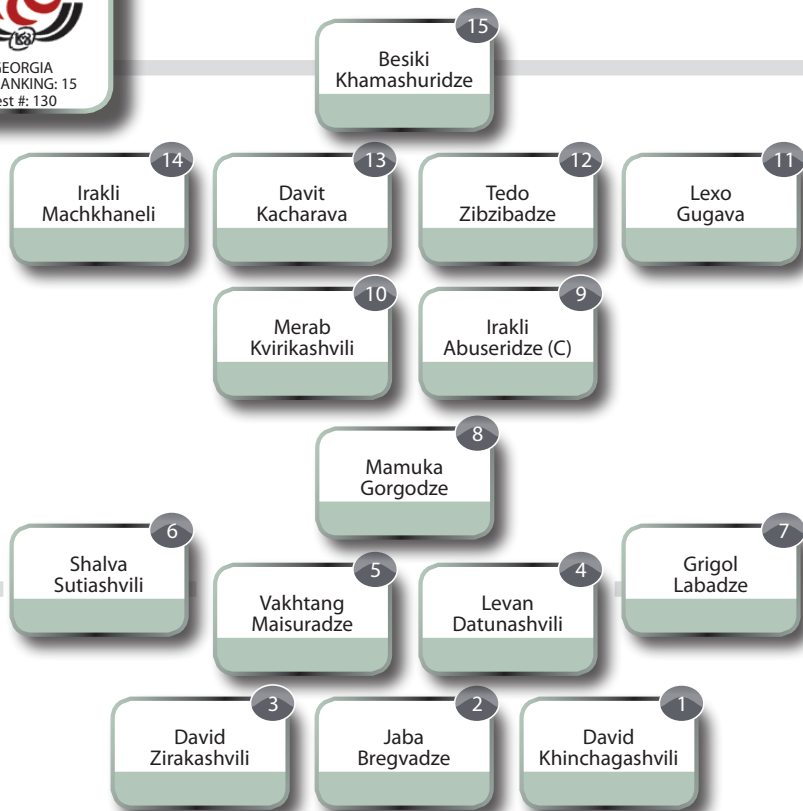 GEORGIA
ANKING: 15
est #: 130
15
Besiki
Khamashuridze
14
Irakli
Machkhaneli
13
Davit
Kacharava
12
Tedo
Zibzibadze
11
Lexo
Gugava
10
Merab
Kvirikashvili
9
Irakli
Abuseridze (C)
8
Mamuka
Gorgodze
6
Shalva
Sutiashvili
5
Vakhtang
Maisuradze
4
Levan
Datunashvili
7
Grigol
Labadze
3
David
Zirakashvili
2
Jaba
Bregvadze
1
David
Khinchagashvili